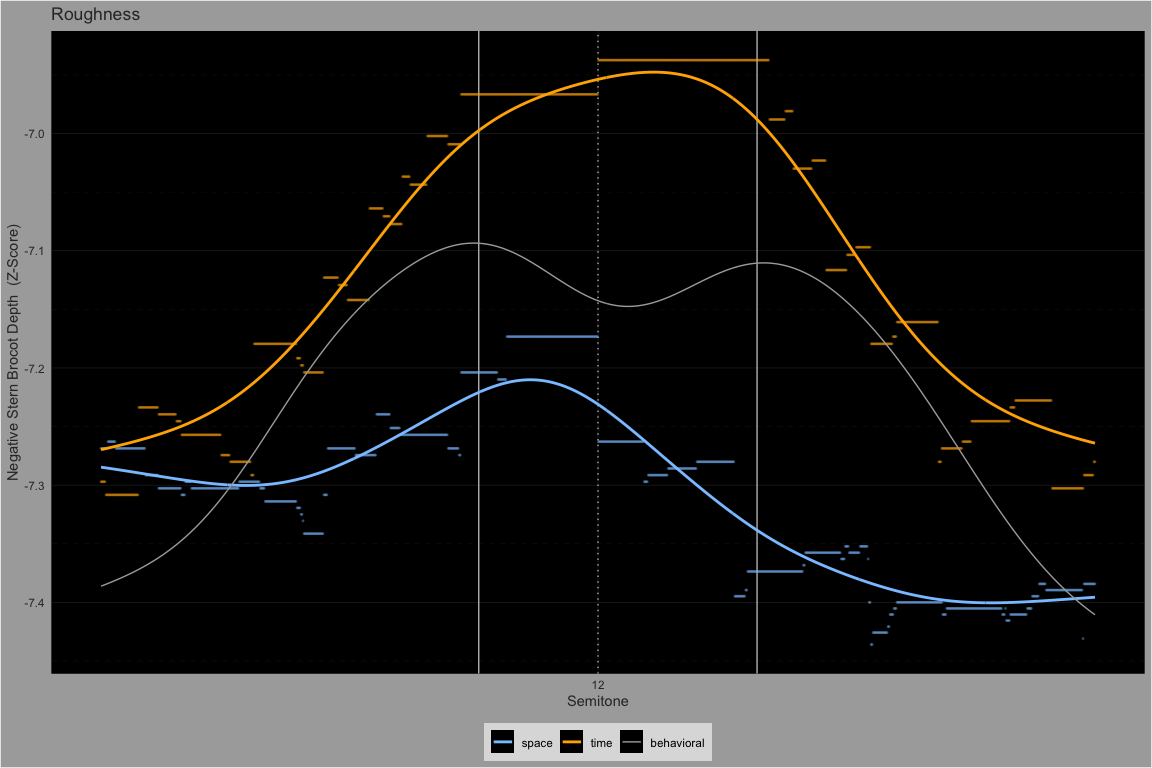 Roughness
Negative Stern Brocot Depth (Z-Score)
-7.0
-7.1
-7.2
-7.3
-7.4
12
Semitone
space time behavioral